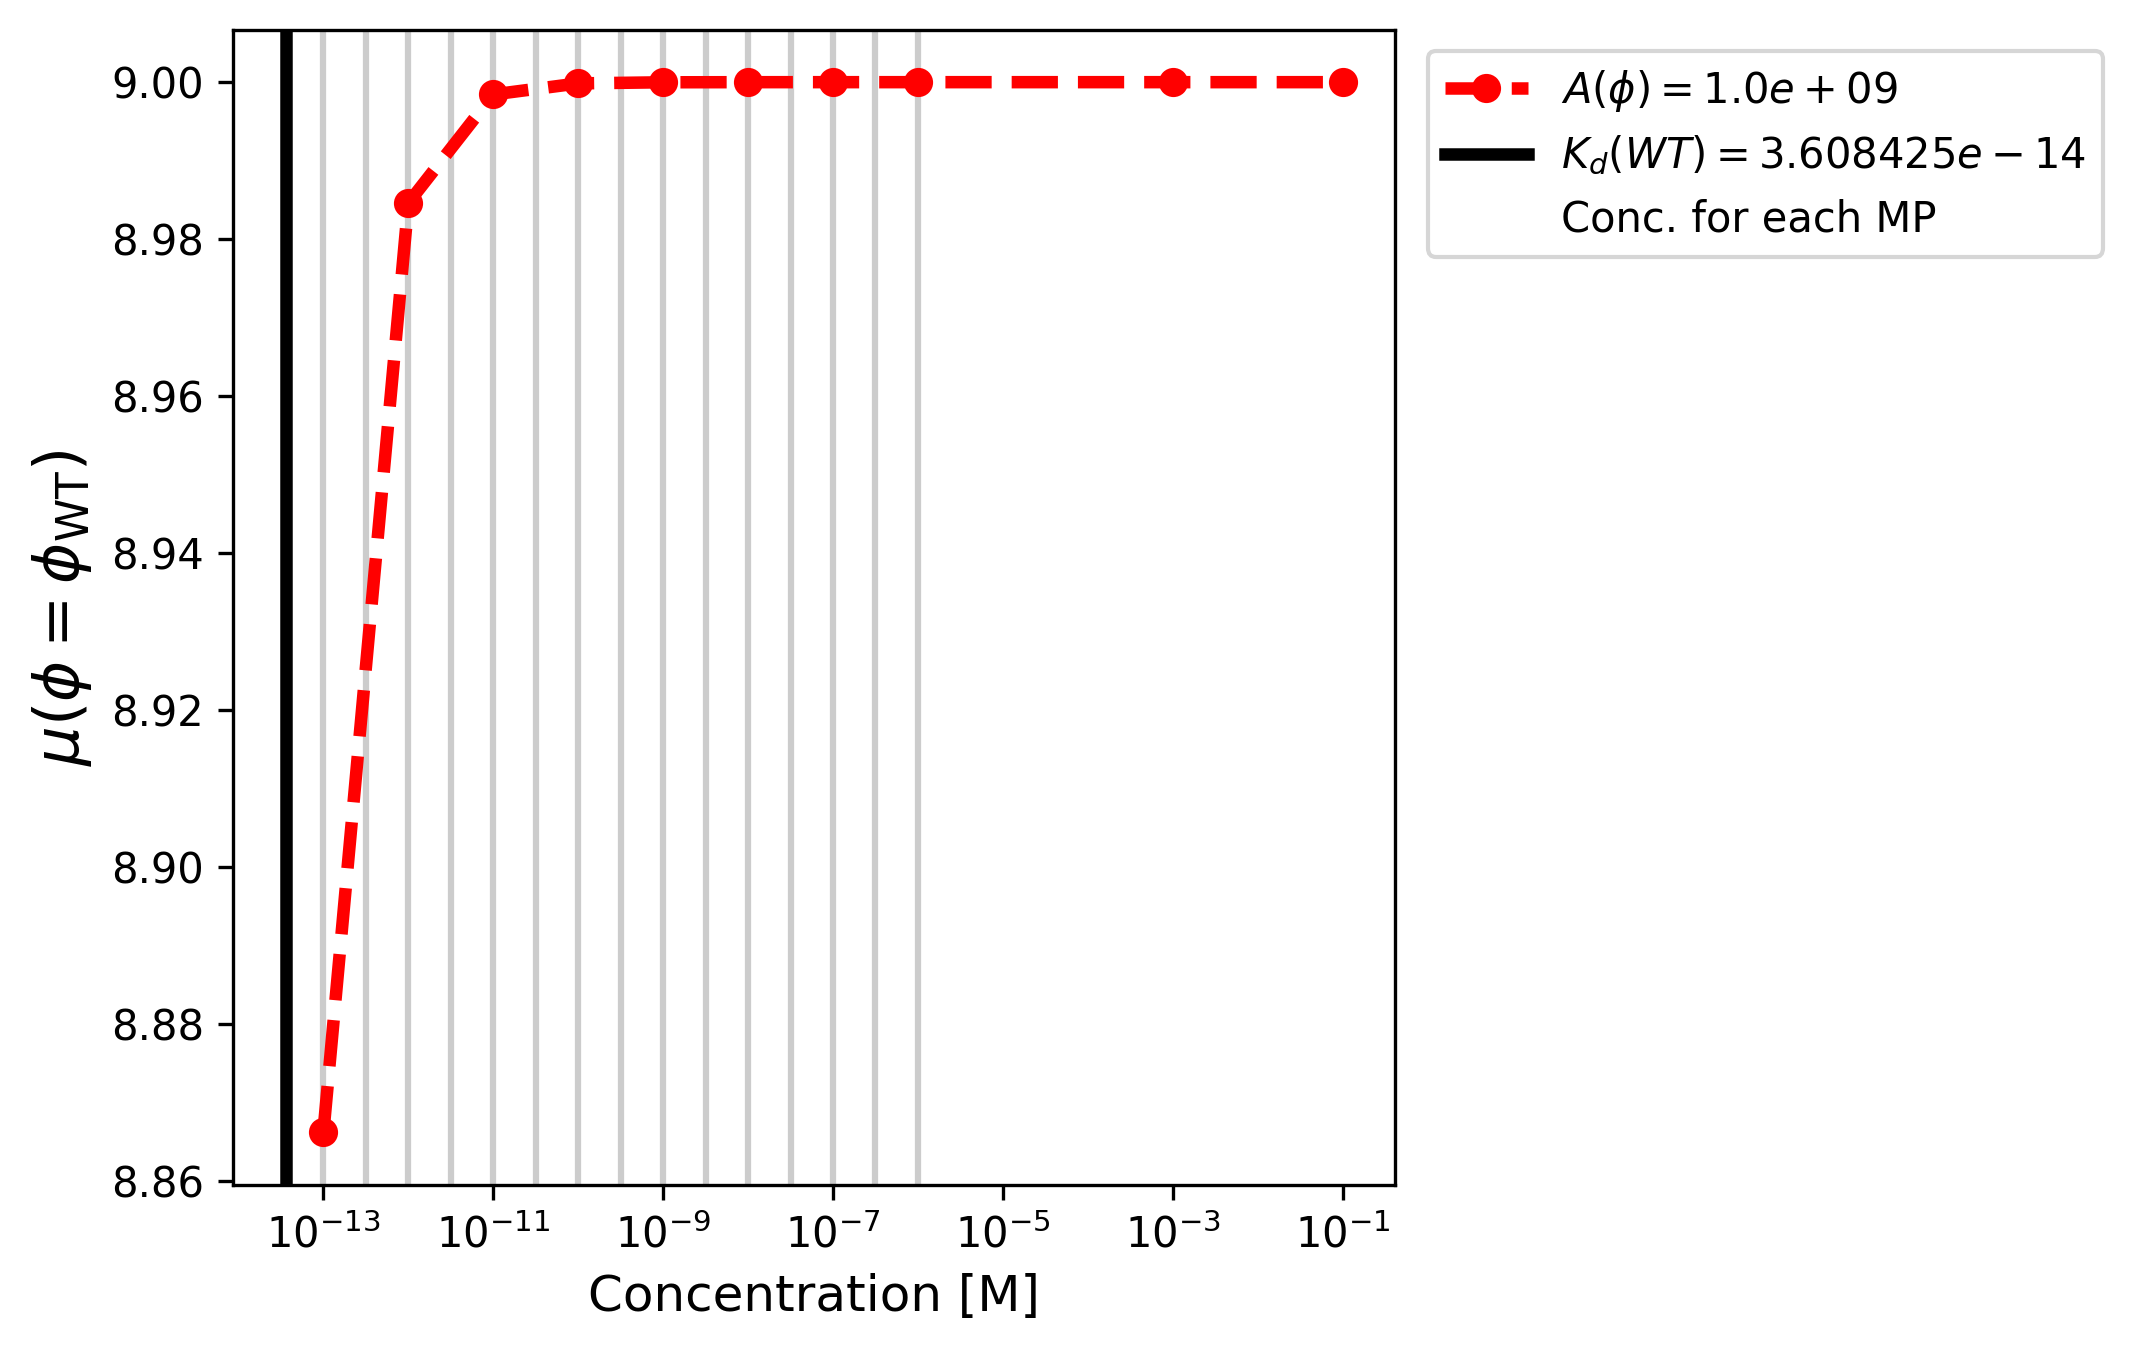 9.00
8.98
8.96
8.94
8.92
8.90
8.88
8.86
μ(ϕ = ϕ_WT)
10⁻¹³ 10⁻¹¹ 10⁻⁹ 10⁻⁷ 10⁻⁵ 10⁻³ 10⁻¹
Concentration [M]
A(ϕ) = 1.0e + 09
K_d(WT) = 3.608425e − 14
Conc. for each MP